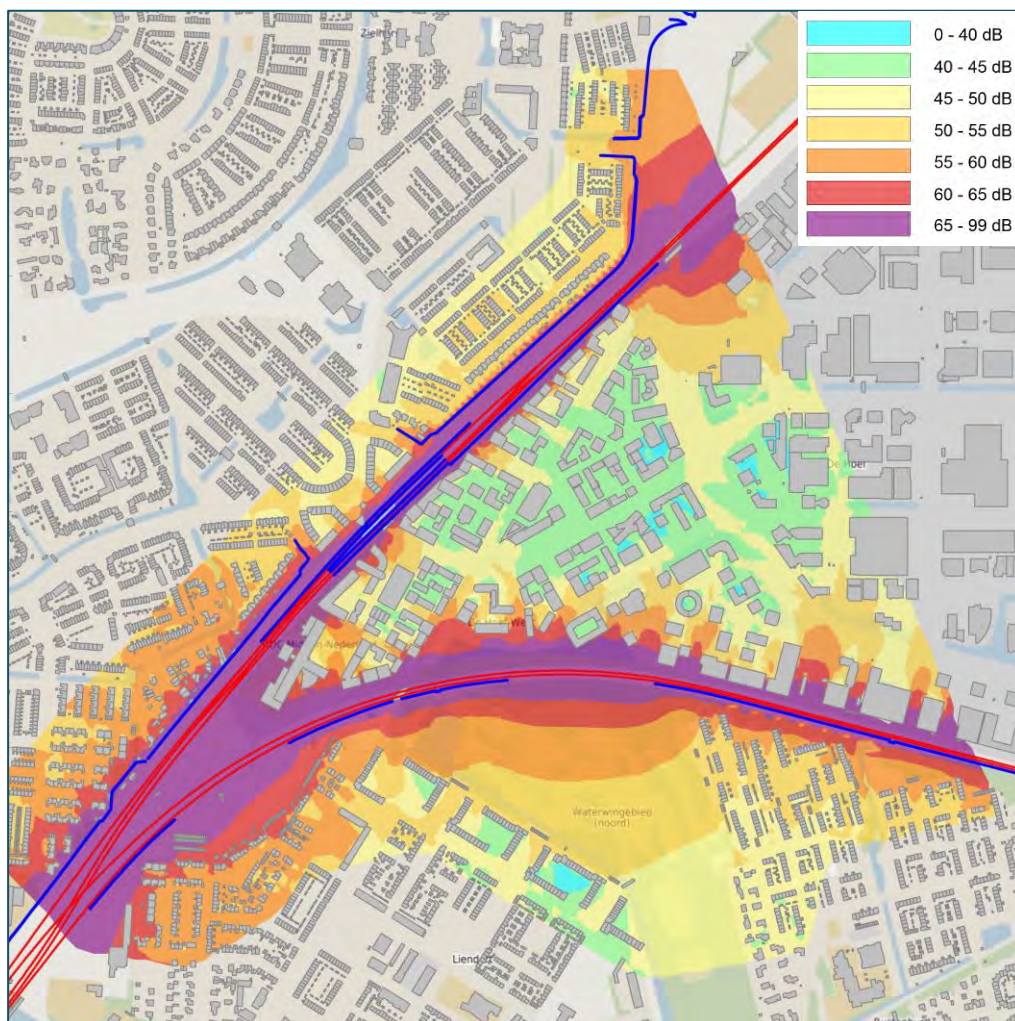 0 - 40 dB
40 - 45 dB
45 - 50 dB
50 - 55 dB
55 - 60 dB
60 - 65 dB
65 - 99 dB
De Hoef
Waterwingebied
(noord)
Liendert